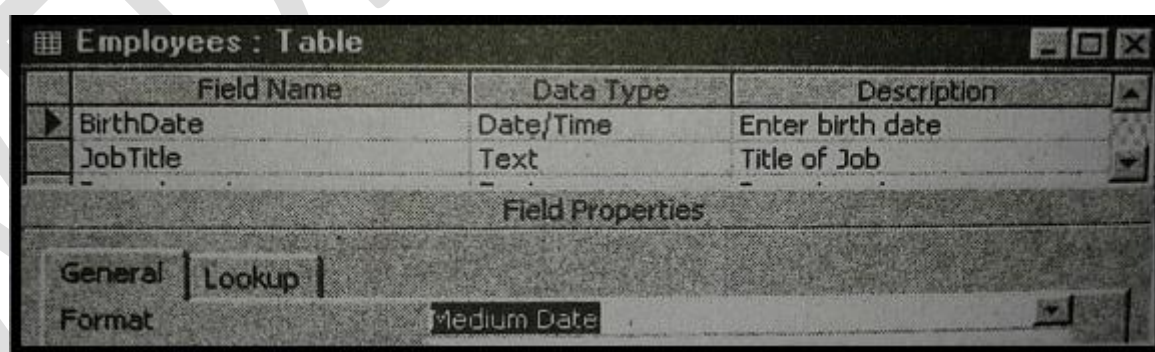 Employees : Table
Field Name Data Type Description
BirthDate Date/Time Enter birth date
JobTitle Text Title of Job
Field Properties
General Lookup
Format Medium Date